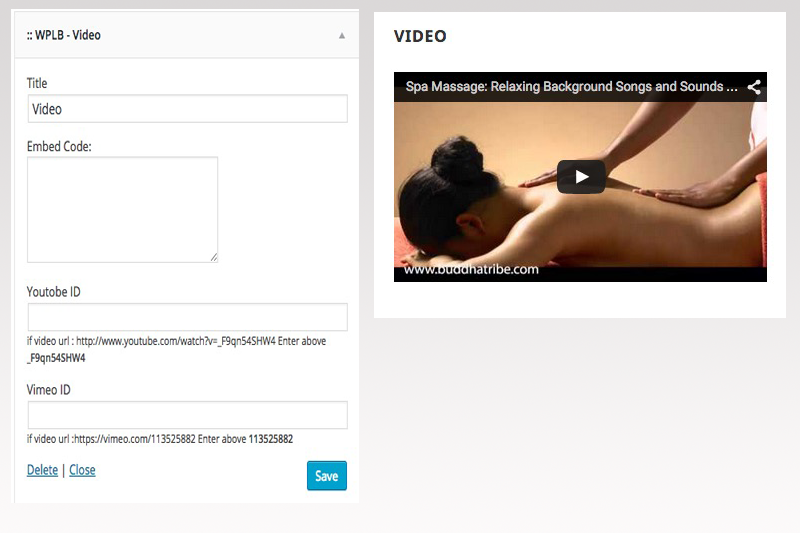 :: WPLB - Video
Title
Video
Embed Code:
Youtobe ID
if video url : http://www.youtube.com/watch?v=_F9qn54SHW4 Enter above
_F9qn54SHW4
Vimeo ID
if video url :https://vimeo.com/113525882 Enter above 113525882
Delete | Close
Save
VIDEO
Spa Massage: Relaxing Background Songs and Sounds ...
www.buddhatribe.com